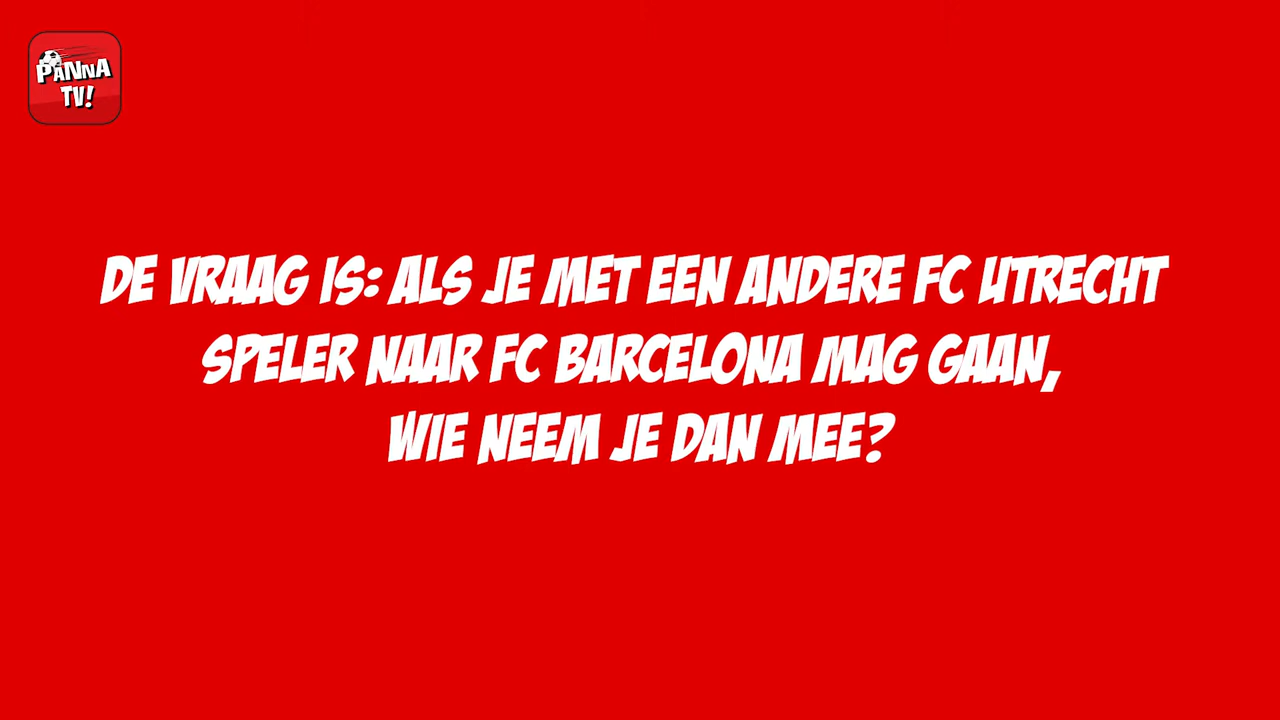 PANNA
TV!
DE VRAAG IS: ALS JE MET EEN ANDERE FC UTRECHT
SPELER NAAR FC BARCELONA MAG GAAN,
WIE NEEM JE DAN MEE?